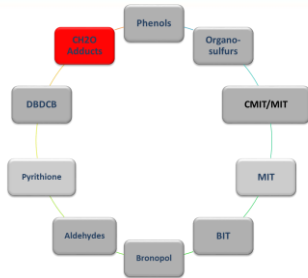 Phenols
Organo-
sulfurs
CMIT/MIT
MIT
BIT
Bronopol
Aldehydes
Pyrithione
DBDCB
CH2O
Adducts